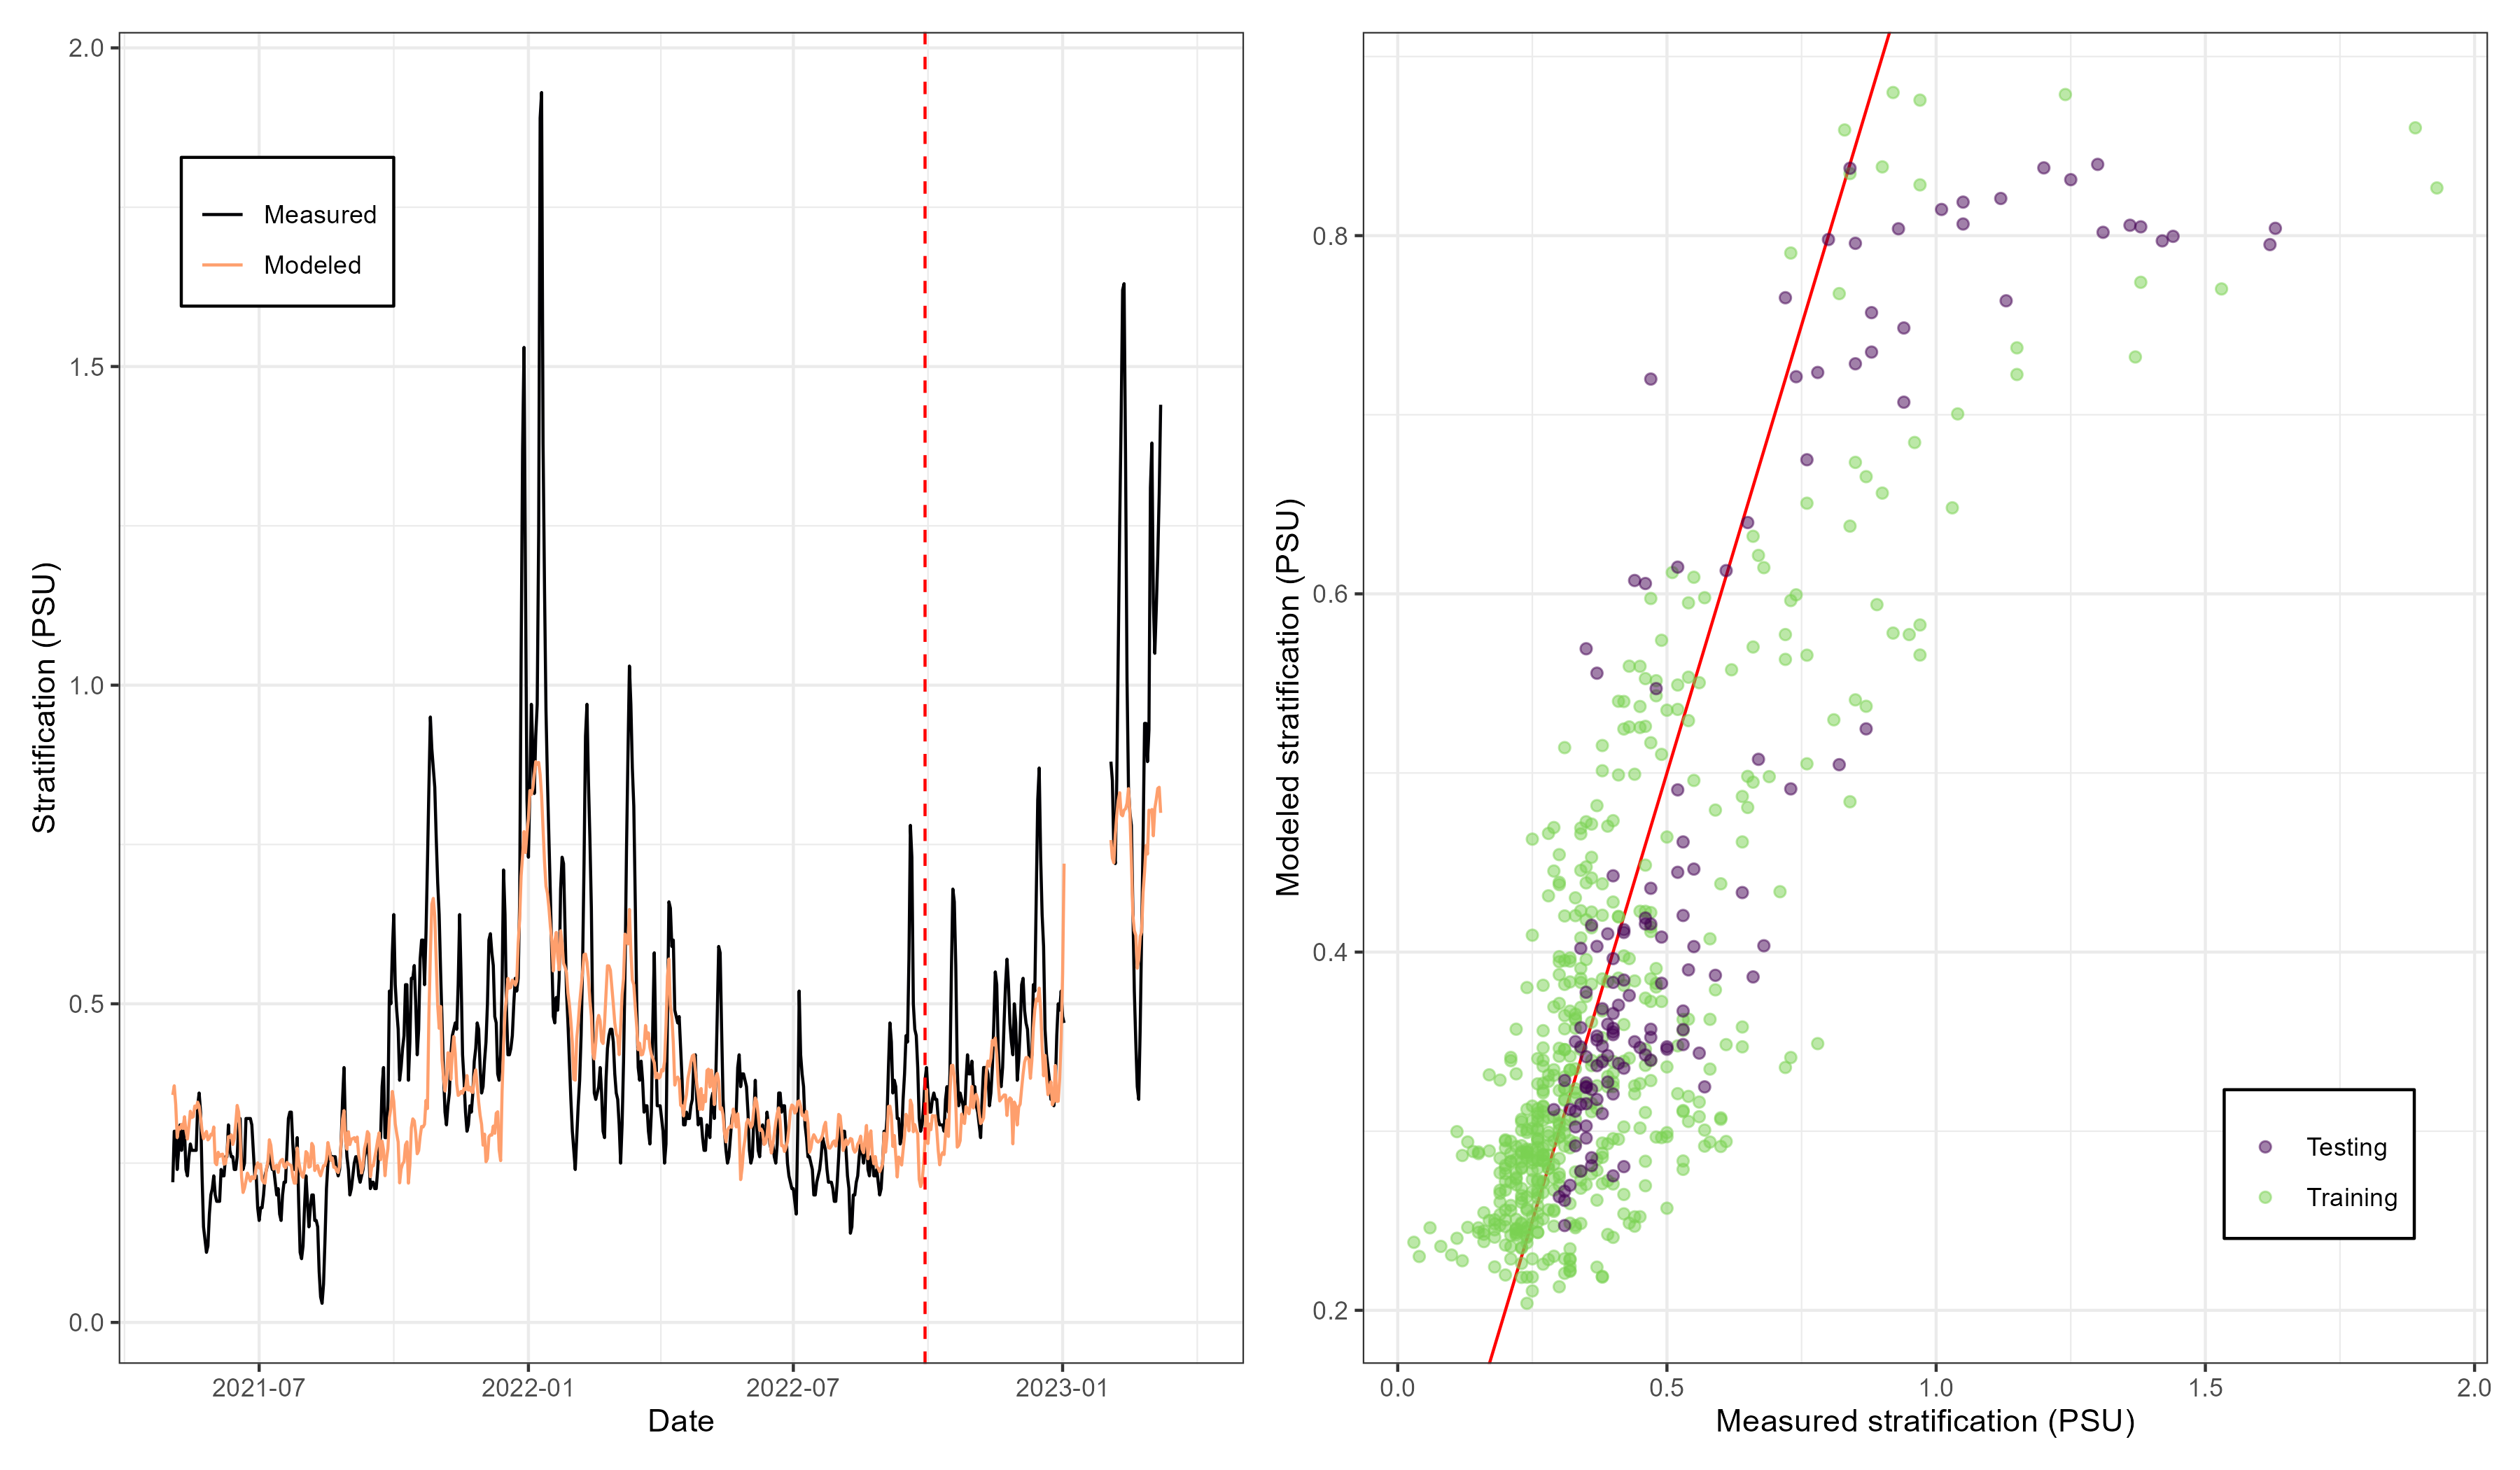 2.0
1.5
1.0
0.5
0.0
Stratification (PSU)
Measured
Modeled
2021-07
2022-01
2022-07
2023-01
Date
0.8
0.6
0.4
0.2
Modeled stratification (PSU)
Testing
Training
0.0
0.5
1.0
1.5
2.0
Measured stratification (PSU)